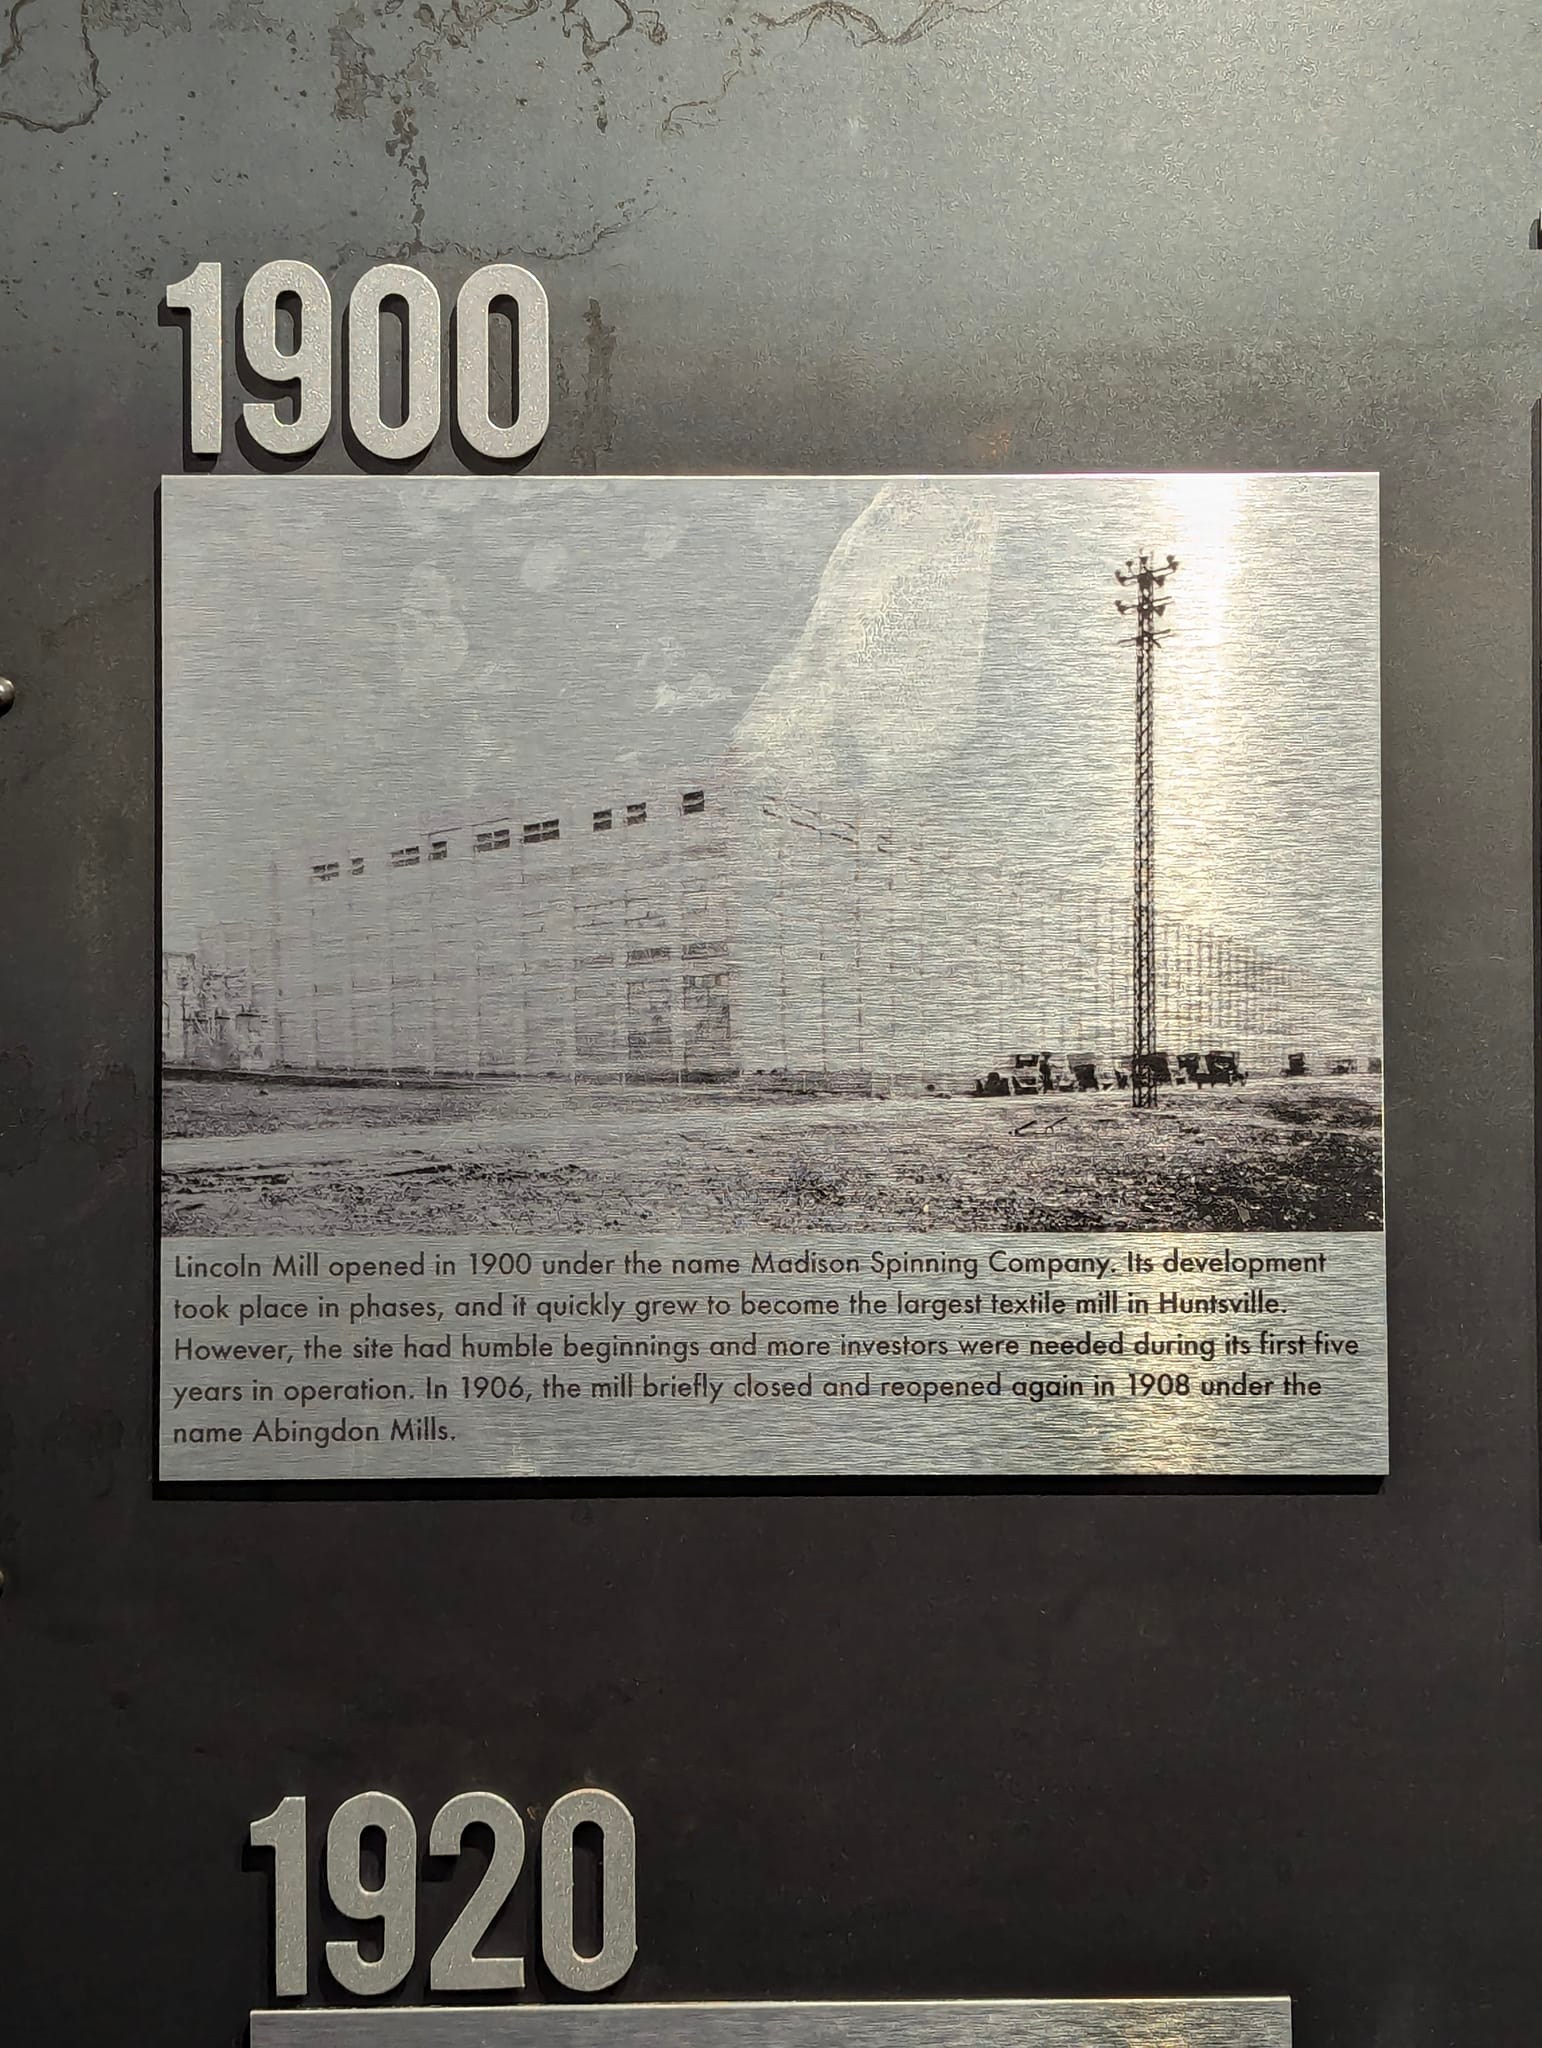 1900
Lincoln Mill opened in 1900 under the name Madison Spinning Company. Its development
took place in phases, and it quickly grew to become the largest textile mill in Huntsville.
However, the site had humble beginnings and more investors were needed during its first five
years in operation. In 1906, the mill briefly closed and reopened again in 1908 under the
name Abingdon Mills.
1920